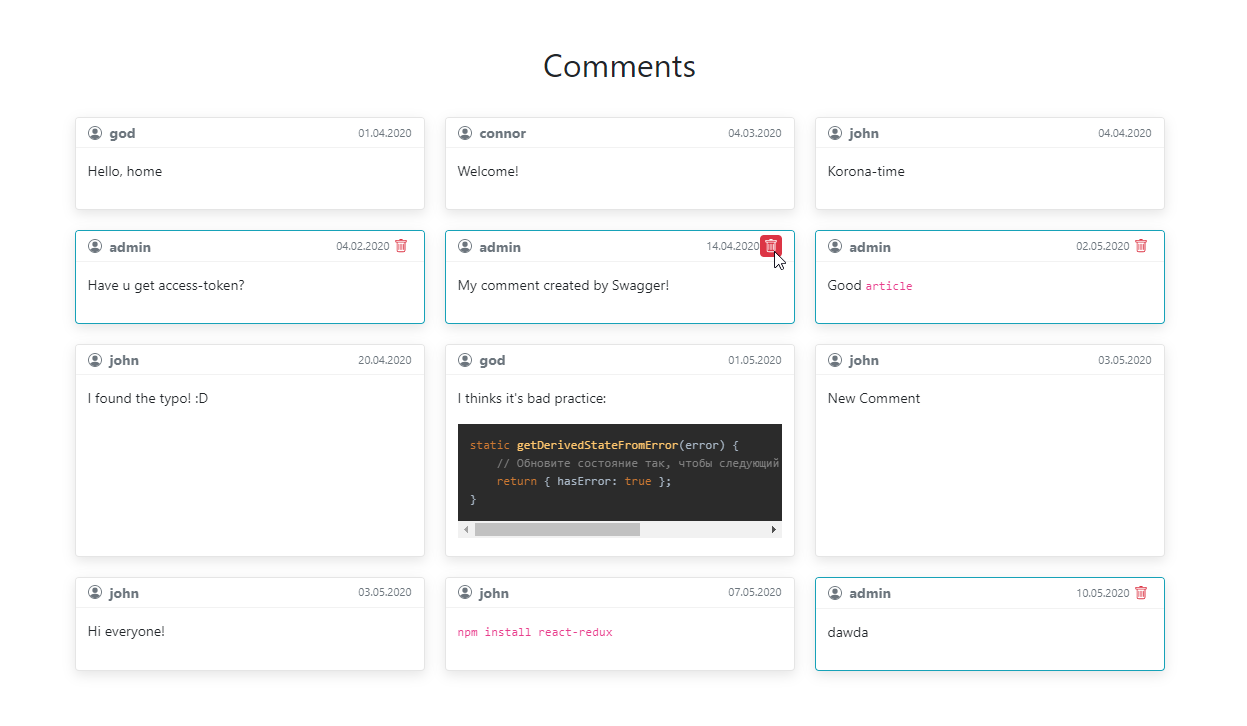 Comments
god 01.04.2020
Hello, home
connor 04.03.2020
Welcome!
john 04.04.2020
Korona-time
admin 04.02.2020
Have u get access-token?
admin 14.04.2020
My comment created by Swagger!
admin 02.05.2020
Good article
john 20.04.2020
I found the typo! :D
god 01.05.2020
I thinks it's bad practice:
static getDerivedStateFromError(error) {
// Обновите состояние так, чтобы следующий
return { hasError: true };
}
john 03.05.2020
New Comment
john 03.05.2020
Hi everyone!
john 07.05.2020
npm install react-redux
admin 10.05.2020
dawda